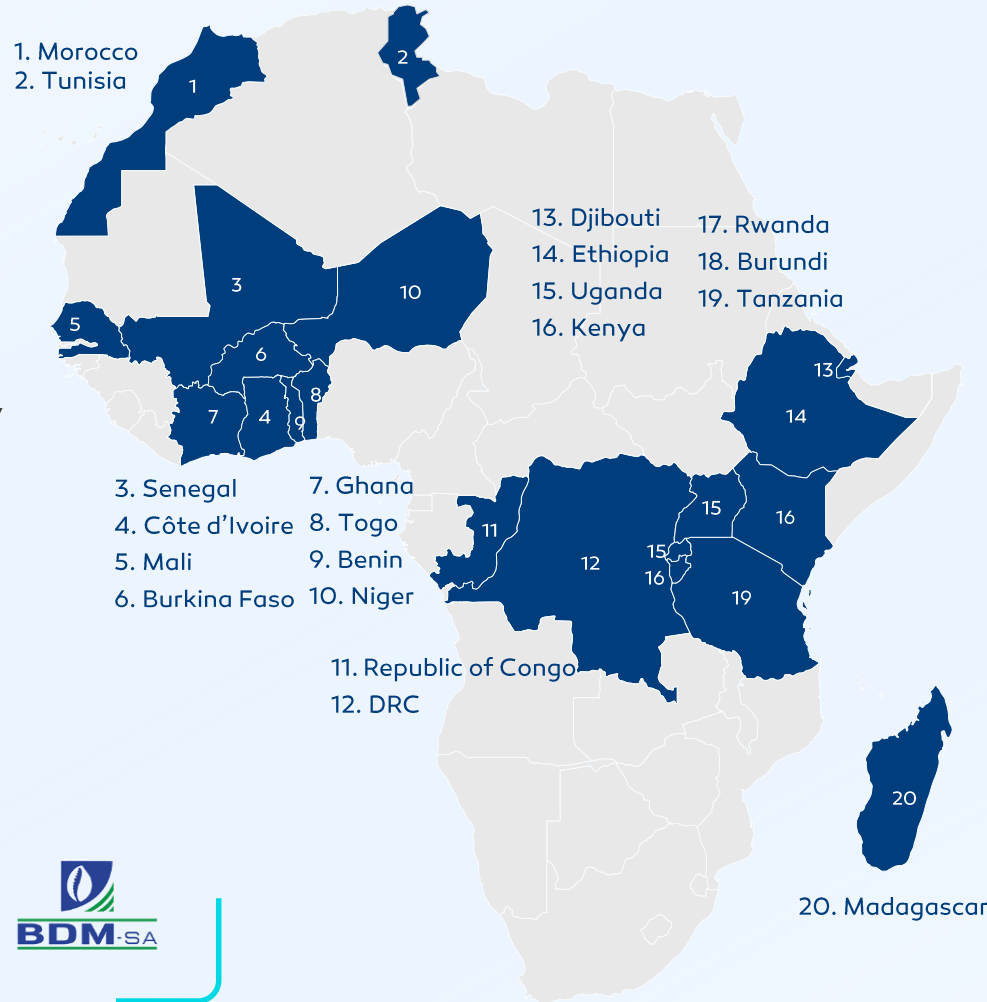 1. Morocco
2. Tunisia
2
1
13. Djibouti
14. Ethiopia
15. Uganda
16. Kenya
17. Rwanda
18. Burundi
19. Tanzania
3
10
5
6
13
8
7
4
9
14
3. Senegal
4. Côte d’Ivoire
5. Mali
6. Burkina Faso
7. Ghana
8. Togo
9. Benin
10. Niger
15
16
11
12
15
16
19
11. Republic of Congo
12. DRC
20
20. Madagascar
BDM-SA